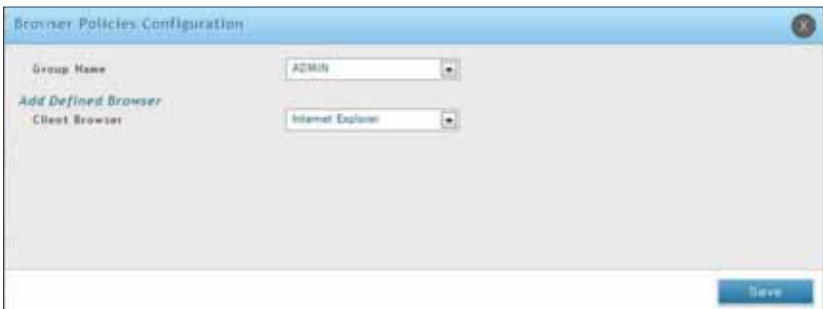 Browser Policies Configuration
X
Group Name
ADMIN
Add Defined Browser
Client Browser
Internet Explorer
Save